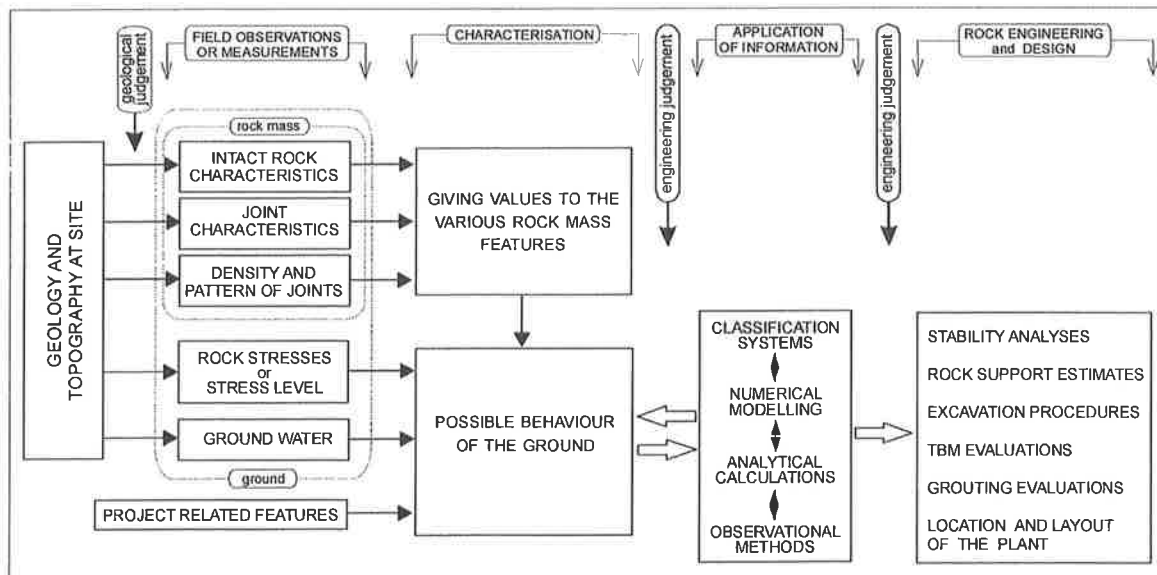 FIELD OBSERVATIONS
OR MEASUREMENTS
CHARACTERISATION
APPLICATION
OF INFORMATION
ROCK ENGINEERING
and DESIGN
geological
judgement
engineering judgement
engineering judgement
GEOLOGY AND
TOPOGRAPHY AT SITE
rock mass
INTACT ROCK
CHARACTERISTICS
JOINT
CHARACTERISTICS
DENSITY AND
PATTERN OF JOINTS
ROCK STRESSES
or
STRESS LEVEL
GROUND WATER
ground
PROJECT RELATED FEATURES
GIVING VALUES TO THE
VARIOUS ROCK MASS
FEATURES
POSSIBLE BEHAVIOUR
OF THE GROUND
CLASSIFICATION
SYSTEMS
NUMERICAL
MODELLING
ANALYTICAL
CALCULATIONS
OBSERVATIONAL
METHODS
STABILITY ANALYSES
ROCK SUPPORT ESTIMATES
EXCAVATION PROCEDURES
TBM EVALUATIONS
GROUTING EVALUATIONS
LOCATION AND LAYOUT
OF THE PLANT